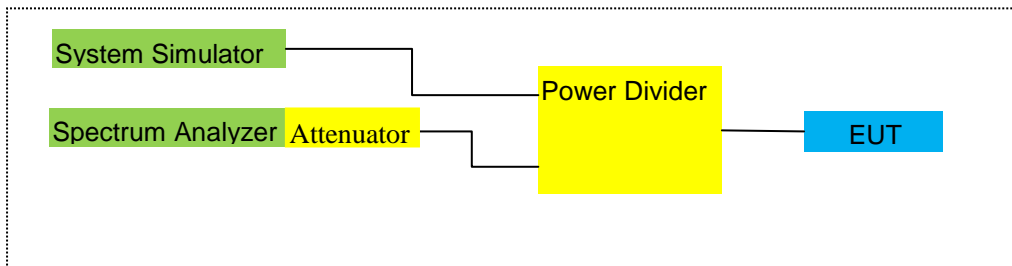 System Simulator
Power Divider
Spectrum Analyzer Attenuator
EUT